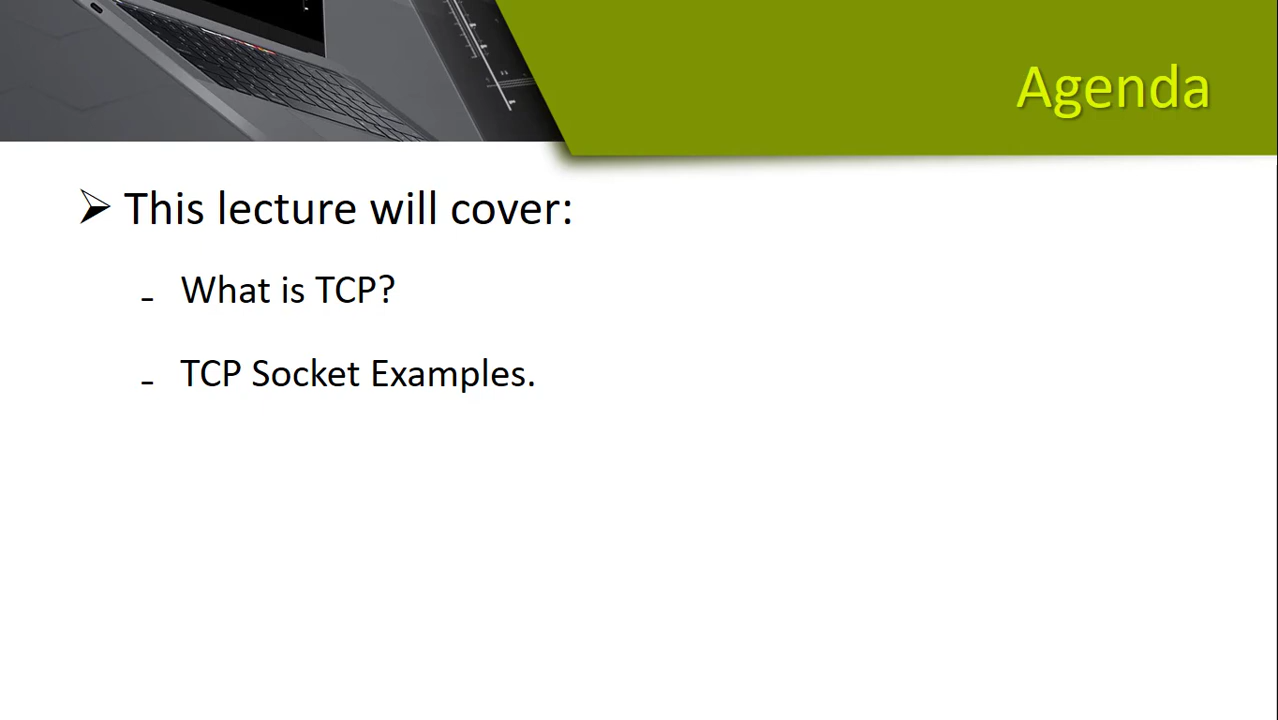 Agenda
➢ This lecture will cover:
- What is TCP?
- TCP Socket Examples.